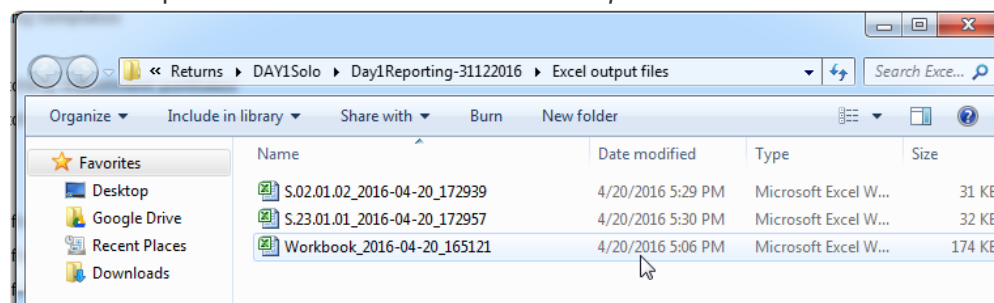 « Returns ▸ DAY1Solo ▸ Day1Reporting-31122016 ▸ Excel output files Search Exce...
Organize Include in library Share with Burn New folder
Favorites
Desktop
Google Drive
Recent Places
Downloads
Name Date modified Type Size
S.02.01.02_2016-04-20_172939 4/20/2016 5:29 PM Microsoft Excel W... 31 KB
S.23.01.01_2016-04-20_172957 4/20/2016 5:30 PM Microsoft Excel W... 32 KB
Workbook_2016-04-20_165121 4/20/2016 5:06 PM Microsoft Excel W... 174 KB